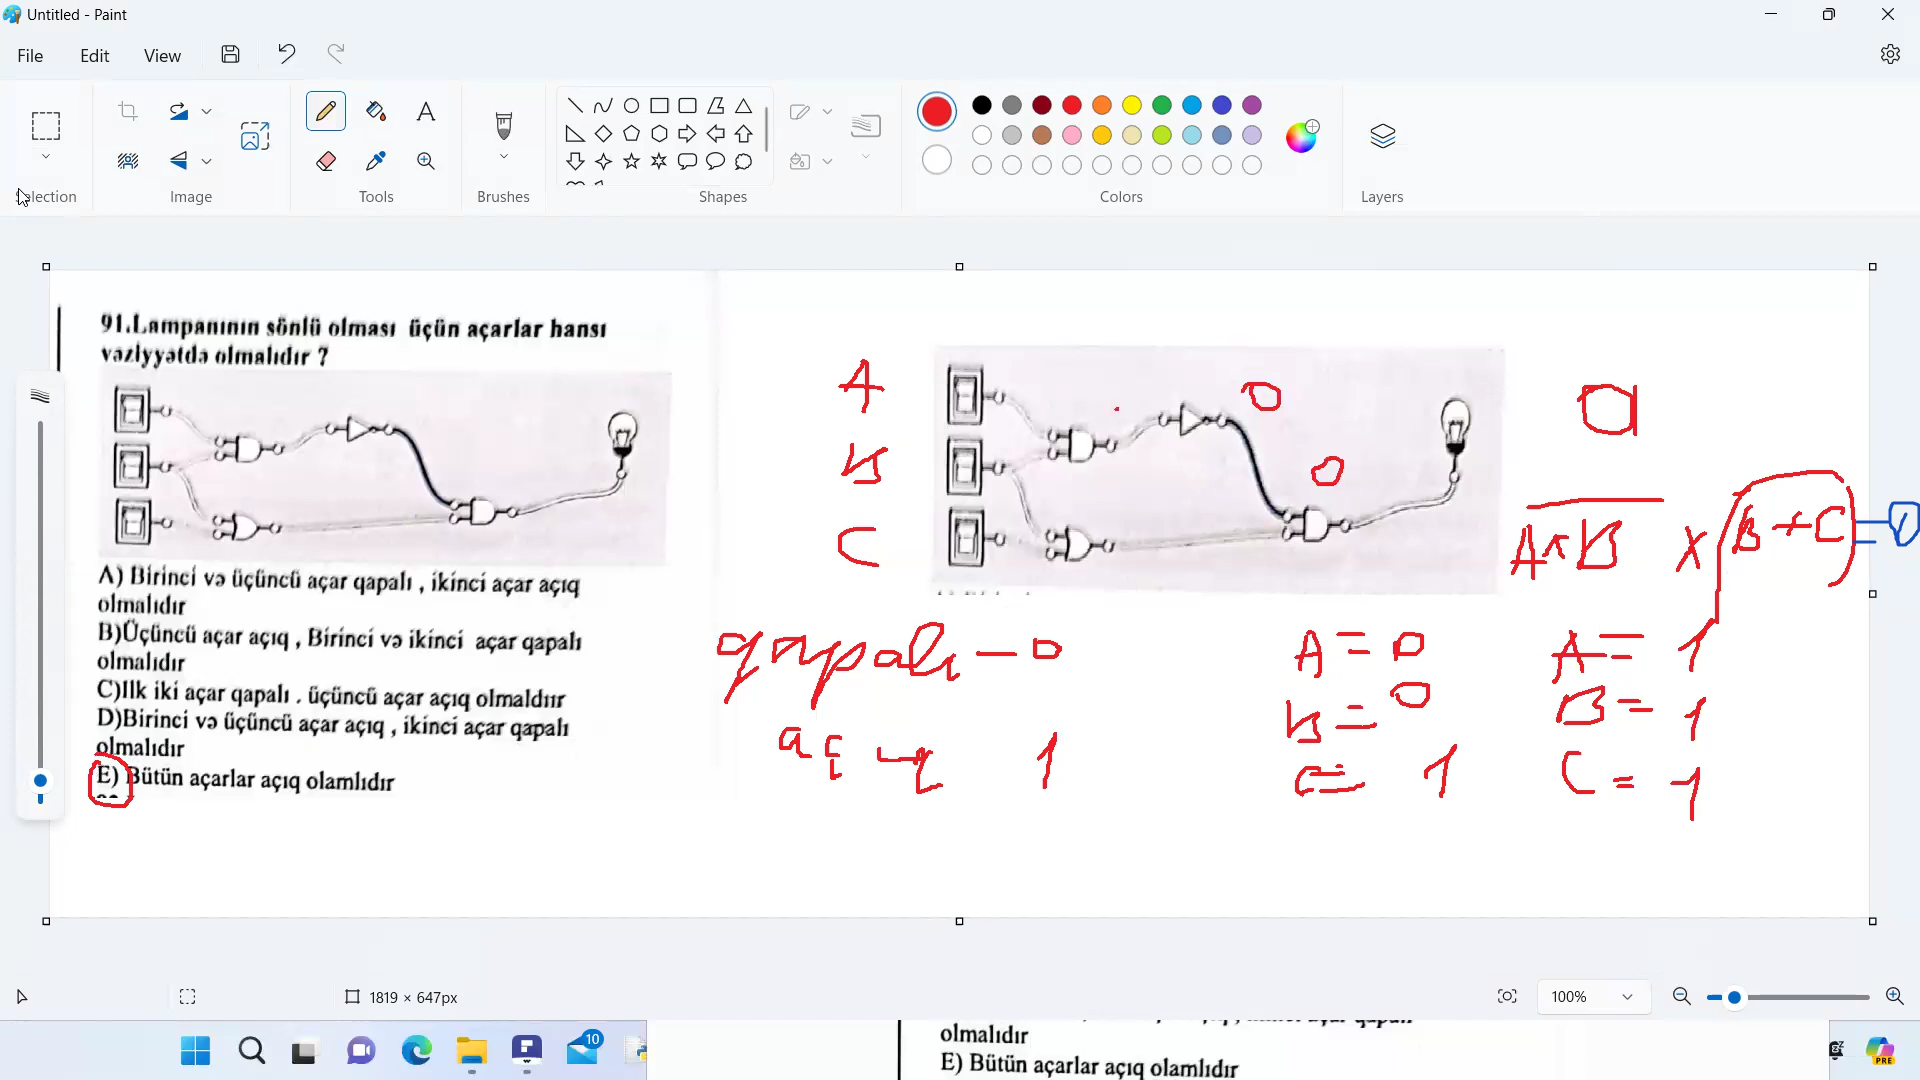 Untitled - Paint
File Edit View
Selection Image Tools Brushes Shapes Colors Layers
91.Lampanının sönlü olması üçün açarlar hansı
vəziyyətdə olmalıdır ?
A) Birinci və üçüncü açar qapalı , ikinci açar açıq
olmalıdır
B)Üçüncü açar açıq , Birinci və ikinci açar qapalı
olmalıdır
C)Ilk iki açar qapalı . üçüncü açar açıq olmaldıır
D)Birinci və üçüncü açar açıq , ikinci açar qapalı
olmalıdır
E) Bütün açarlar açıq olamlıdır
A
B
C
0
0
A×B × (B+C) =
qapalı - 0
açıq 1
A = 0
B = 0
C = 1
A = 1
B = 1
C = 1
1819 × 647px
100%
10
PRE
olmalıdır
E) Bütün açarlar açıq olamlıdır